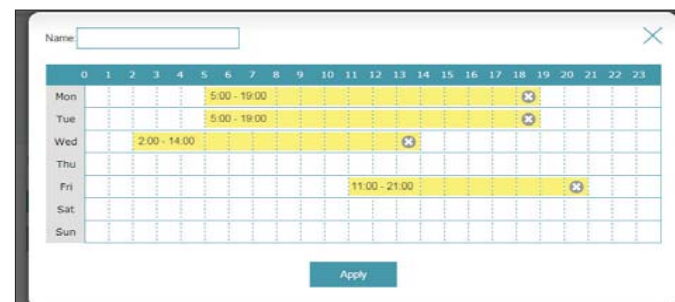 Name:
0 1 2 3 4 5 6 7 8 9 10 11 12 13 14 15 16 17 18 19 20 21 22 23
Mon 5:00 - 19:00
Tue 5:00 - 19:00
Wed 2:00 - 14:00
Thu
Fri 11:00 - 21:00
Sat
Sun
Apply